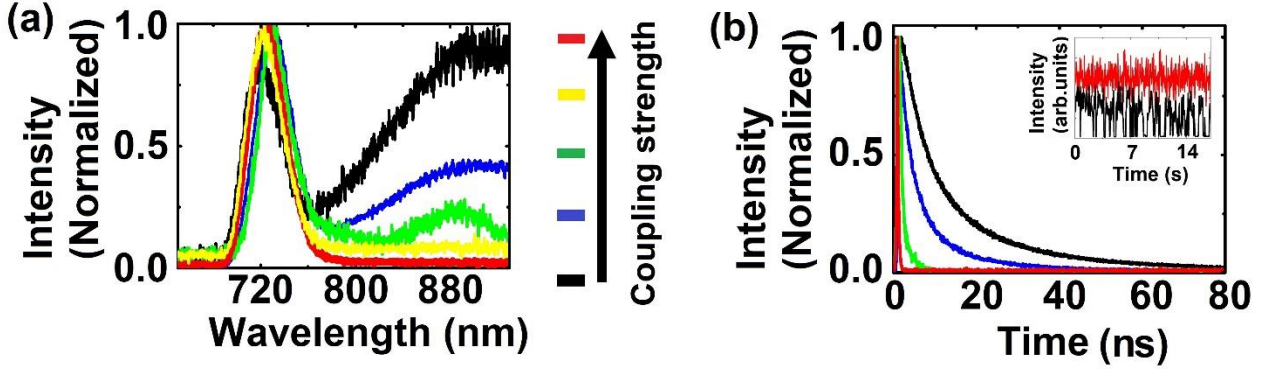 (a)
Intensity
(Normalized)
1.0
0.5
0.0
720 800 880
Wavelength (nm)
Coupling strength
(b)
Intensity
(Normalized)
1.0
0.5
0.0
0 20 40 60 80
Time (ns)
Intensity
(arb.units)
0 7 14
Time (s)